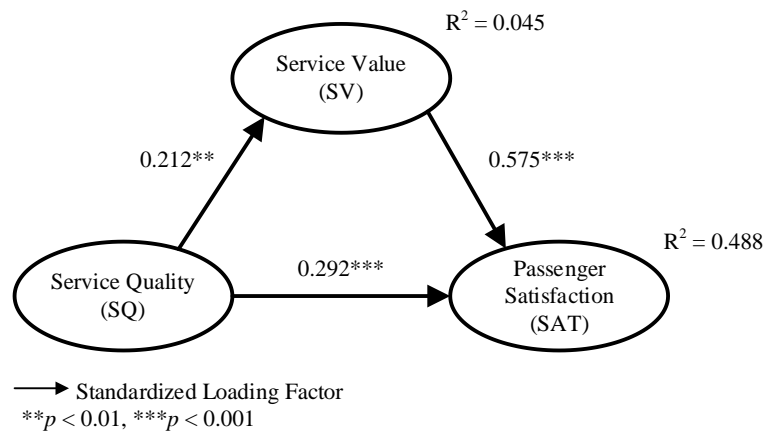 R² = 0.045
Service Value
(SV)
0.212**
0.575***
R² = 0.488
Service Quality
(SQ)
0.292***
Passenger
Satisfaction
(SAT)
Standardized Loading Factor
**p < 0.01, ***p < 0.001